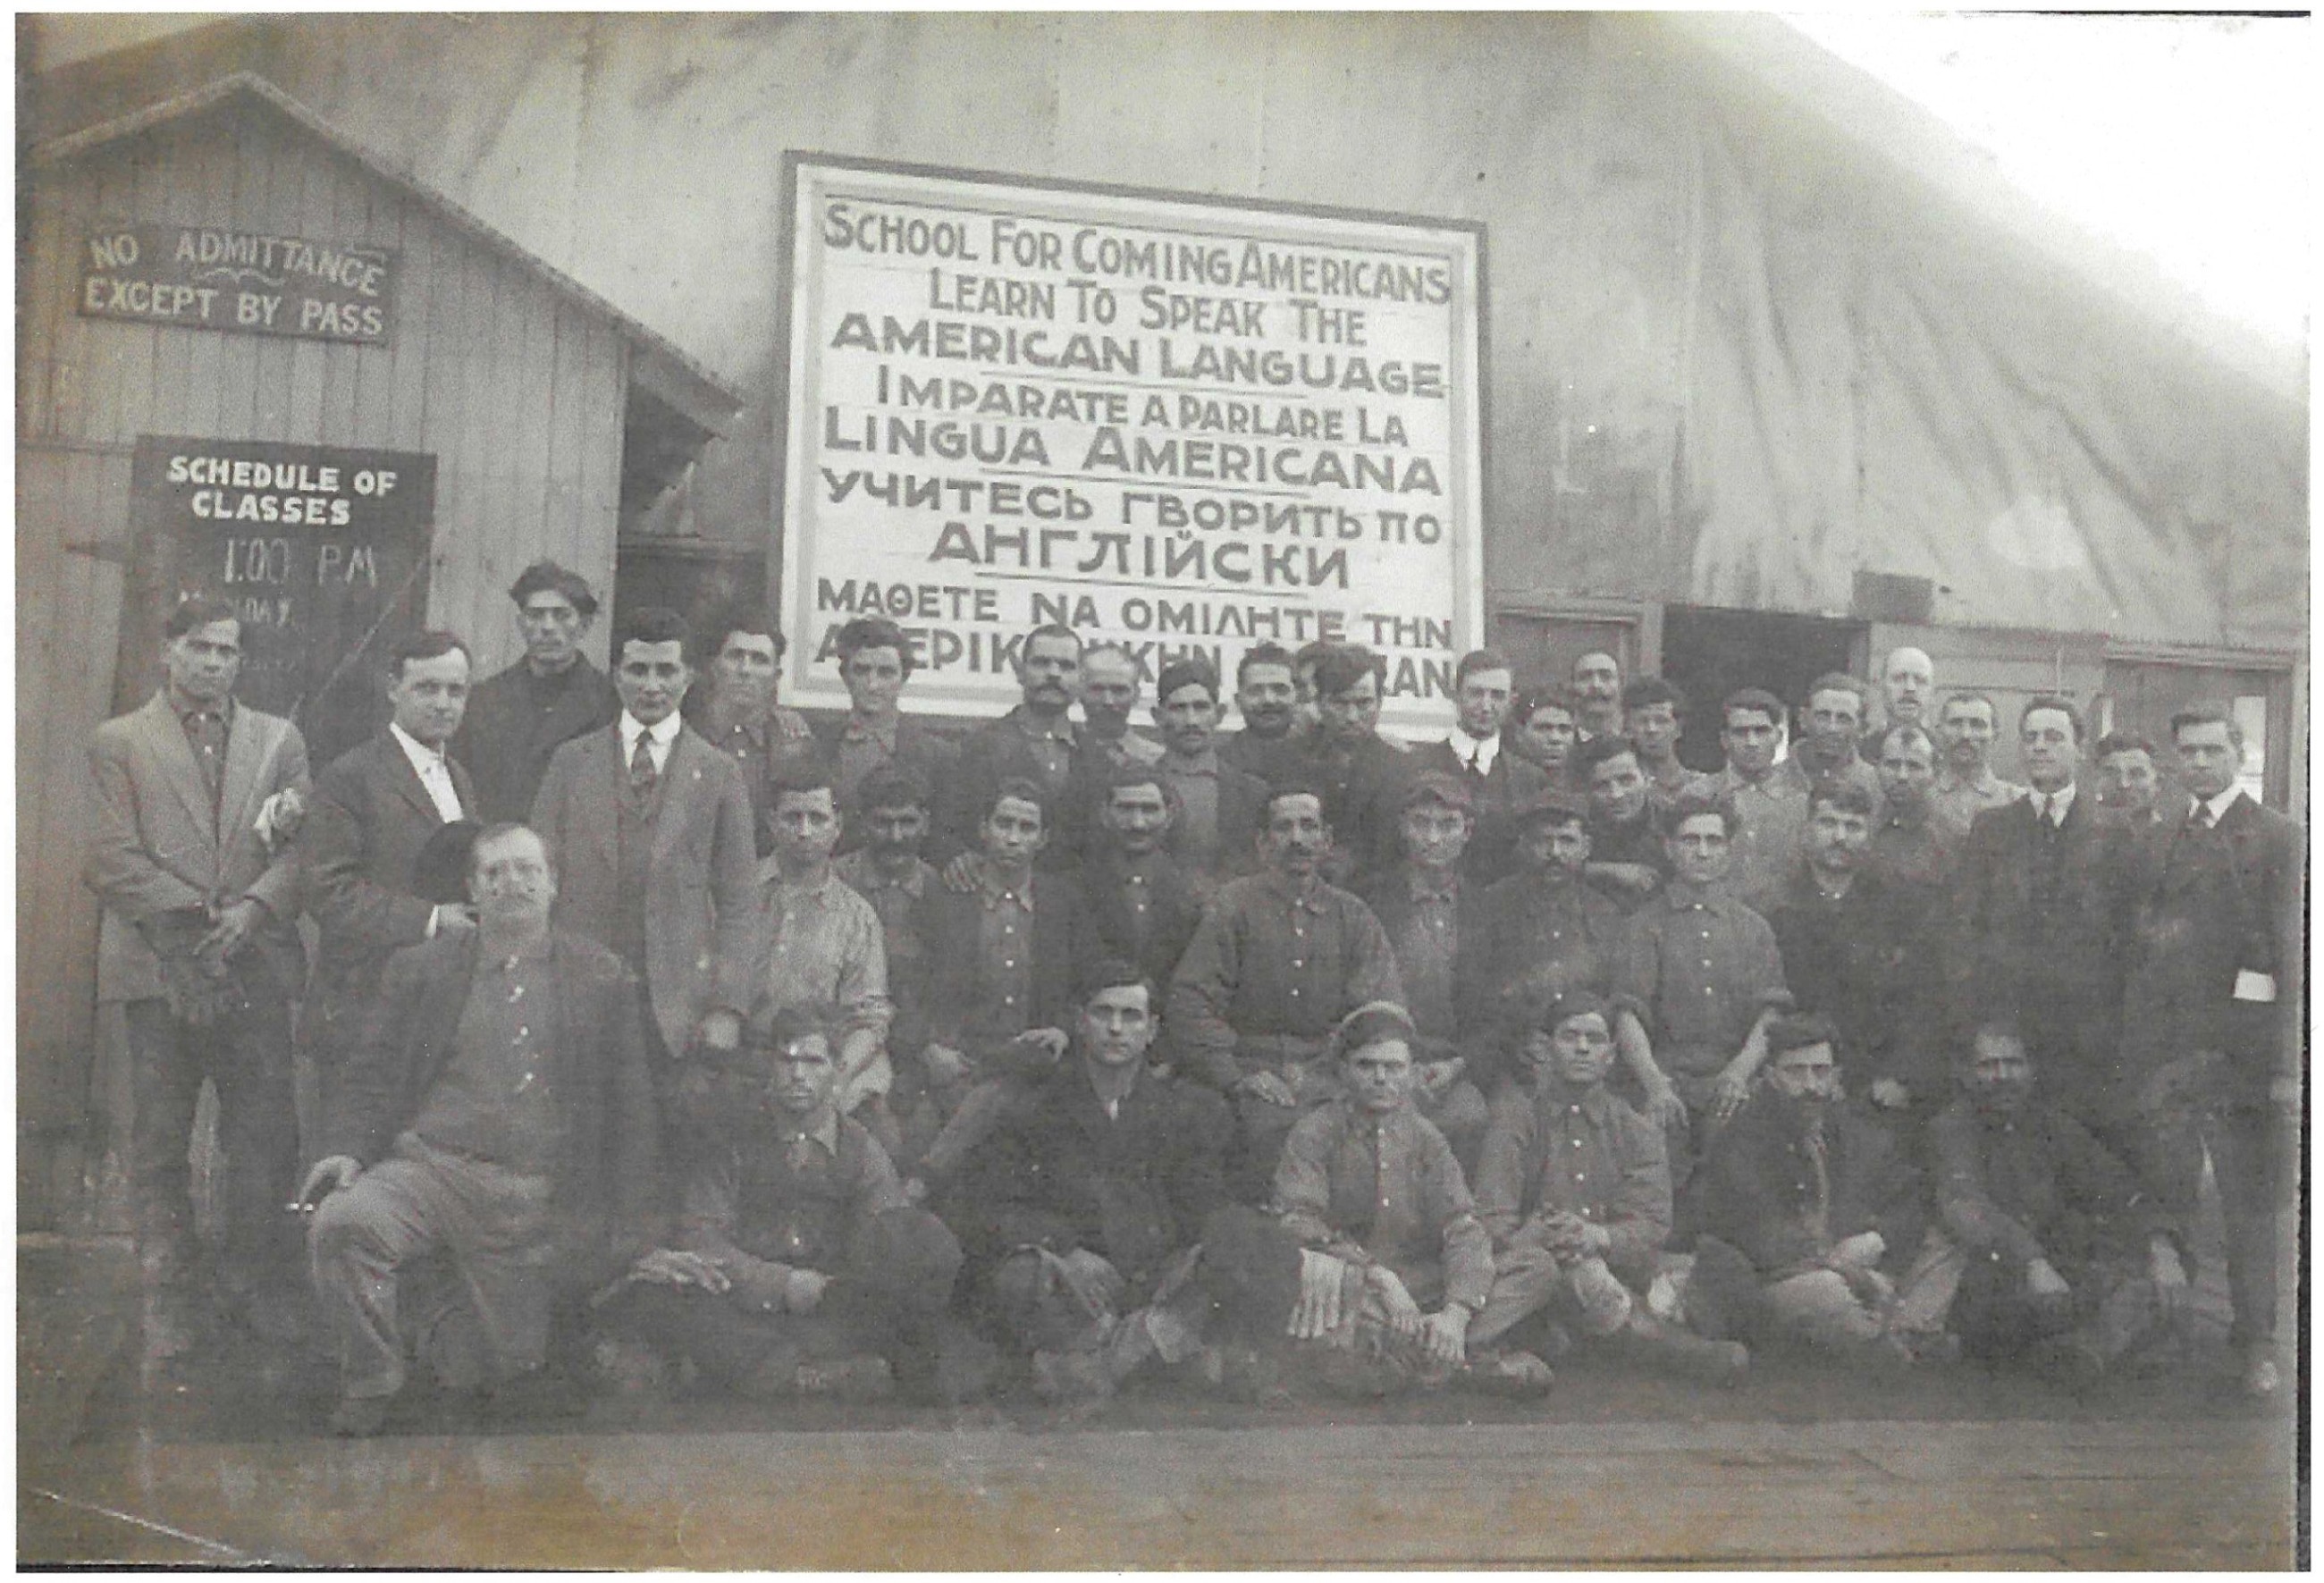 NO ADMITTANCE
EXCEPT BY PASS
SCHEDULE OF
CLASSES
1:00 P.M
SCHOOL FOR COMING AMERICANS
LEARN TO SPEAK THE
AMERICAN LANGUAGE
IMPARATE A PARLARE LA
LINGUA AMERICANA
УЧИТЕСЬ ГВОРИТЬ ПО
АНГЛІЙСКИ
ΜΑΘΕΤΕ ΝΑ ΟΜΙΛΗΤΕ ΤΗΝ